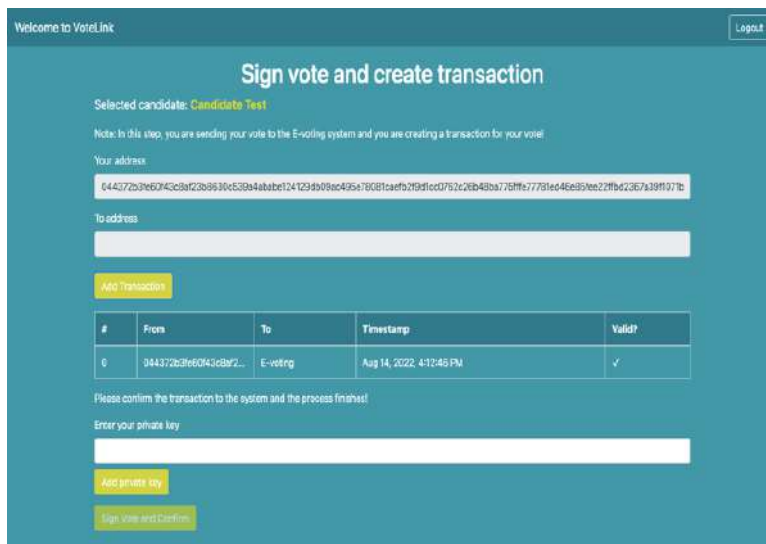 Welcome to VoteLink
Logout
Sign vote and create transaction
Selected candidate: Candidate Test
Note: In this step, you are sending your vote to the E-voting system and you are creating a transaction for your vote!
Your address
To address
Add Transaction
# From To Timestamp Valid?
0 044372b3fe60f43c8af2... E-voting Aug 14, 2022, 4:12:46 PM ✓
Please confirm the transaction to the system and the process finishes!
Enter your private key
Add private key
Sign Vote and Confirm